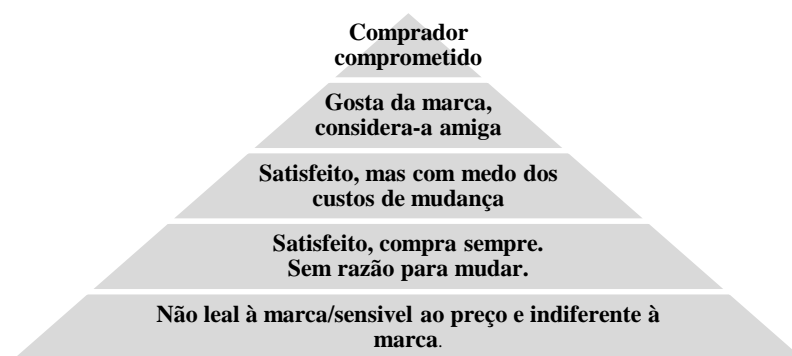 Comprador
comprometido
Gosta da marca,
considera-a amiga
Satisfeito, mas com medo dos
custos de mudança
Satisfeito, compra sempre.
Sem razão para mudar.
Não leal à marca/sensivel ao preço e indiferente à
marca.